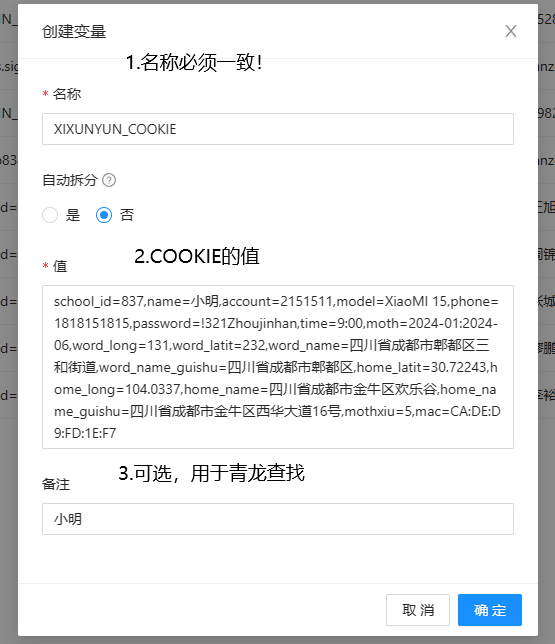 创建变量
1.名称必须一致！
* 名称
XIXUNYUN_COOKIE
自动拆分
是 否
2.COOKIE的值
* 值
school_id=837,name=小明,account=2151511,model=XiaoMI 15,phone=
1818151815,password=!321Zhoujinhan,time=9:00,moth=2024-01:2024-
06,word_long=131,word_latit=232,word_name=四川省成都市郫都区三
和街道,word_name_guishu=四川省成都市郫都区,home_latit=30.72243,h
ome_long=104.0337,home_name=四川省成都市金牛区欢乐谷,home_na
me_guishu=四川省成都市金牛区西华大道16号,mothxiu=5,mac=CA:DE:D
9:FD:1E:F7
3.可选，用于青龙查找
备注
小明
取 消 确 定